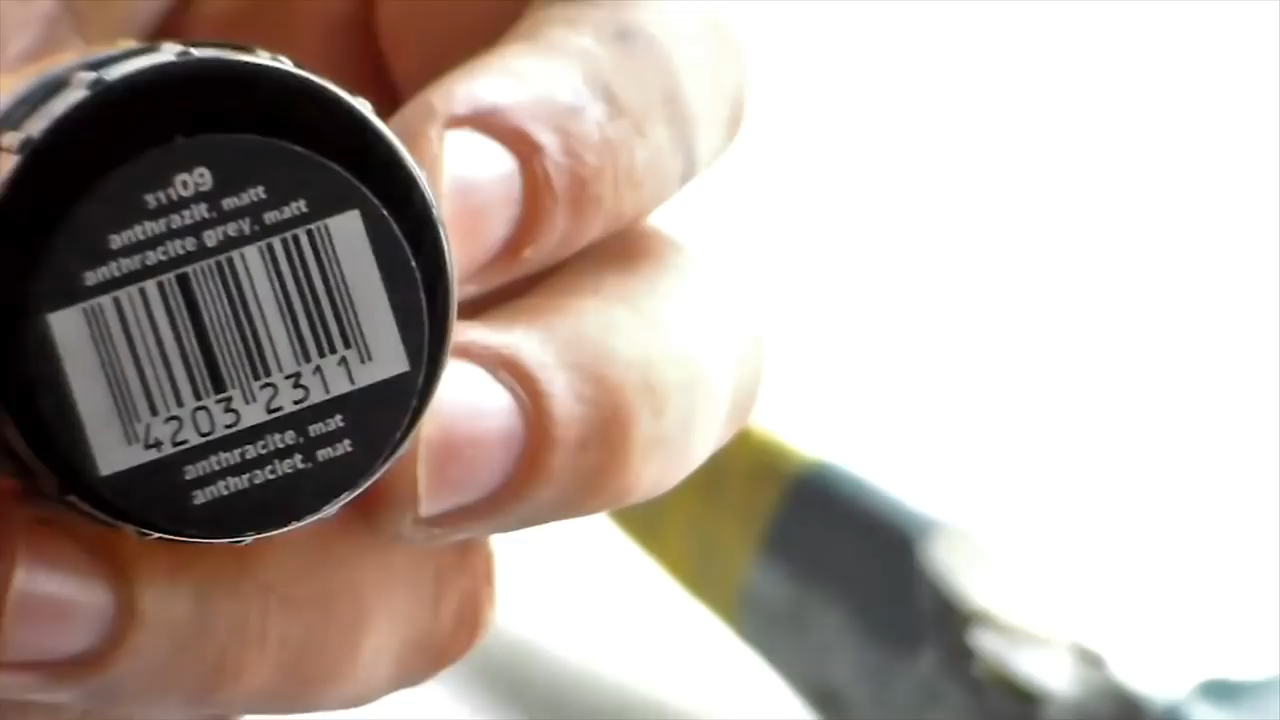 31109
anthrazit, matt
anthracite grey, matt
4203 2311
anthracite, mat
anthraciet, mat